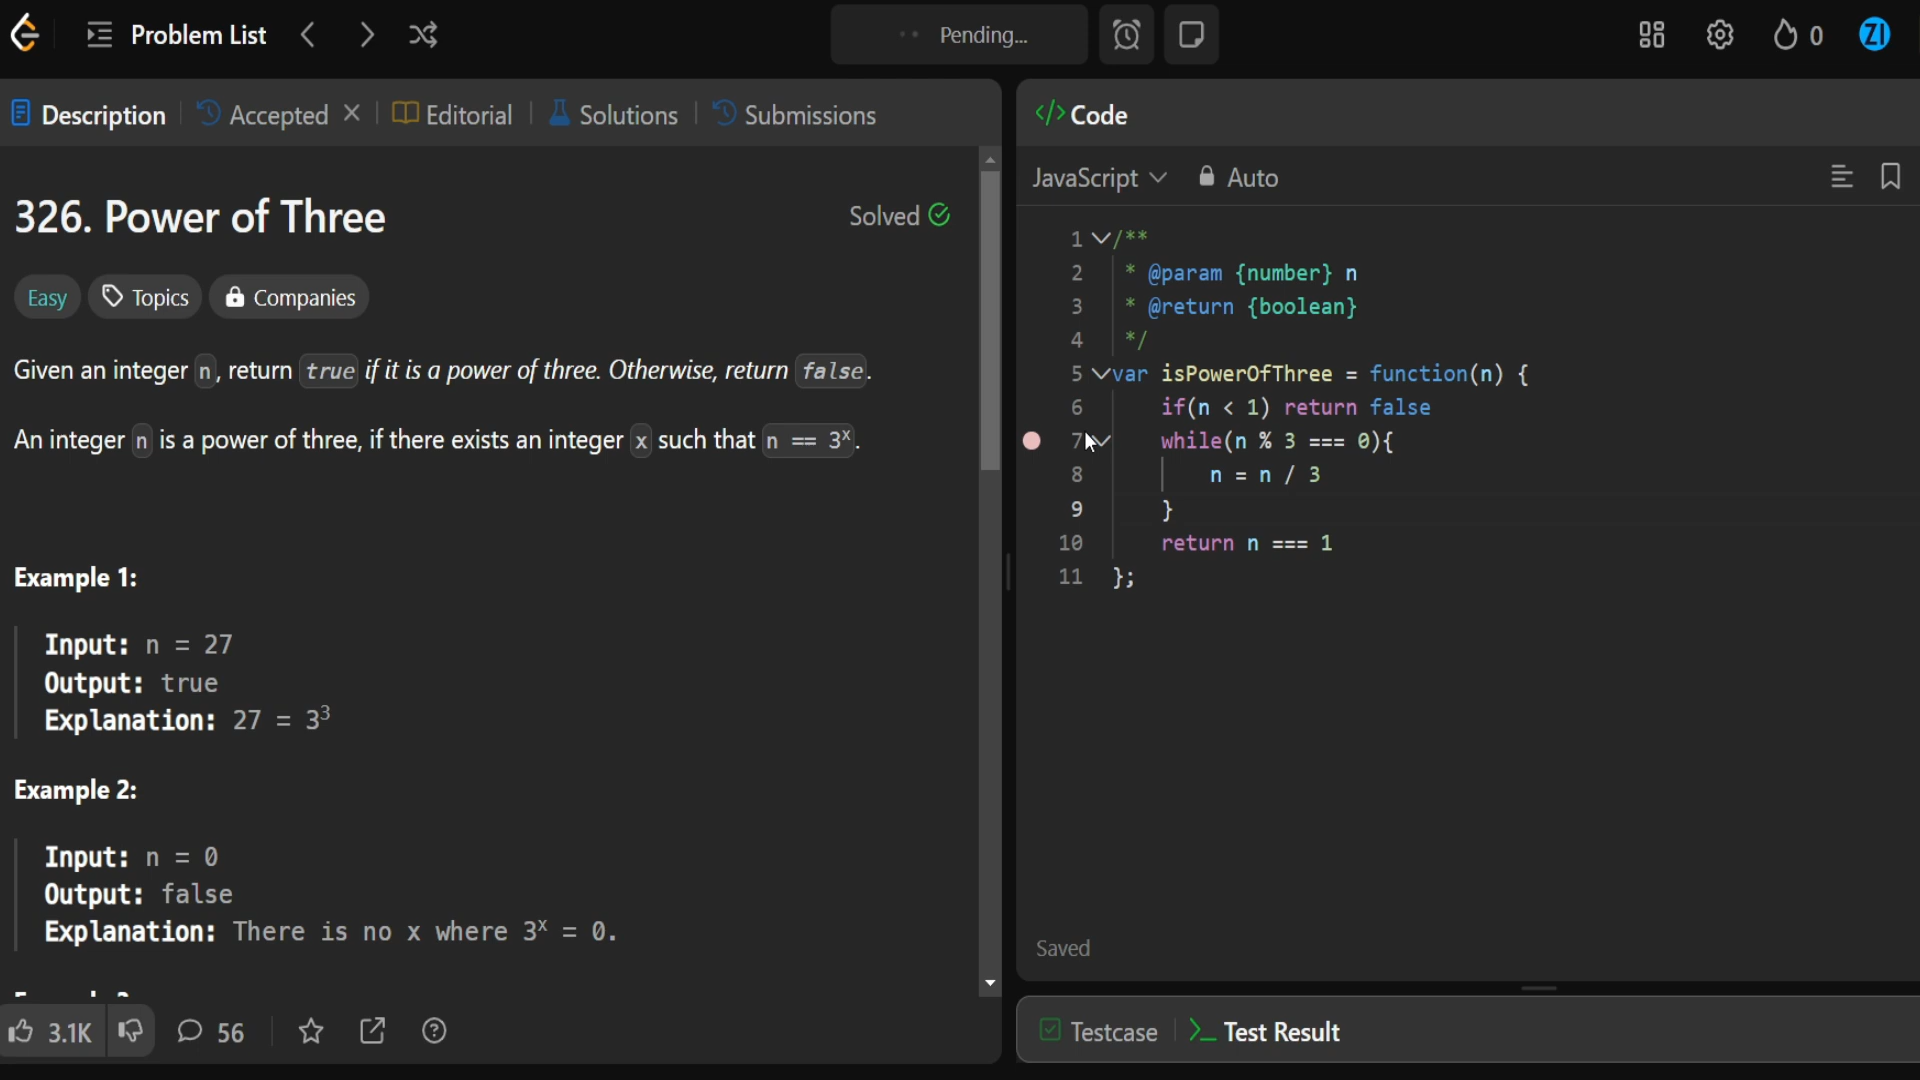 Problem List
Pending...
0
ZI
Description
Accepted
Editorial
Solutions
Submissions
326. Power of Three
Solved
Easy
Topics
Companies
Given an integer n, return true if it is a power of three. Otherwise, return false.
An integer n is a power of three, if there exists an integer x such that n == 3ˣ.
Example 1:
Input: n = 27
Output: true
Explanation: 27 = 3³
Example 2:
Input: n = 0
Output: false
Explanation: There is no x where 3ˣ = 0.
3.1K
56
</> Code
JavaScript
Auto
1 /**
2 * @param {number} n
3 * @return {boolean}
4 */
5 var isPowerOfThree = function(n) {
6 if(n < 1) return false
7 while(n % 3 === 0){
8 n = n / 3
9 }
10 return n === 1
11 };
Saved
Testcase
Test Result